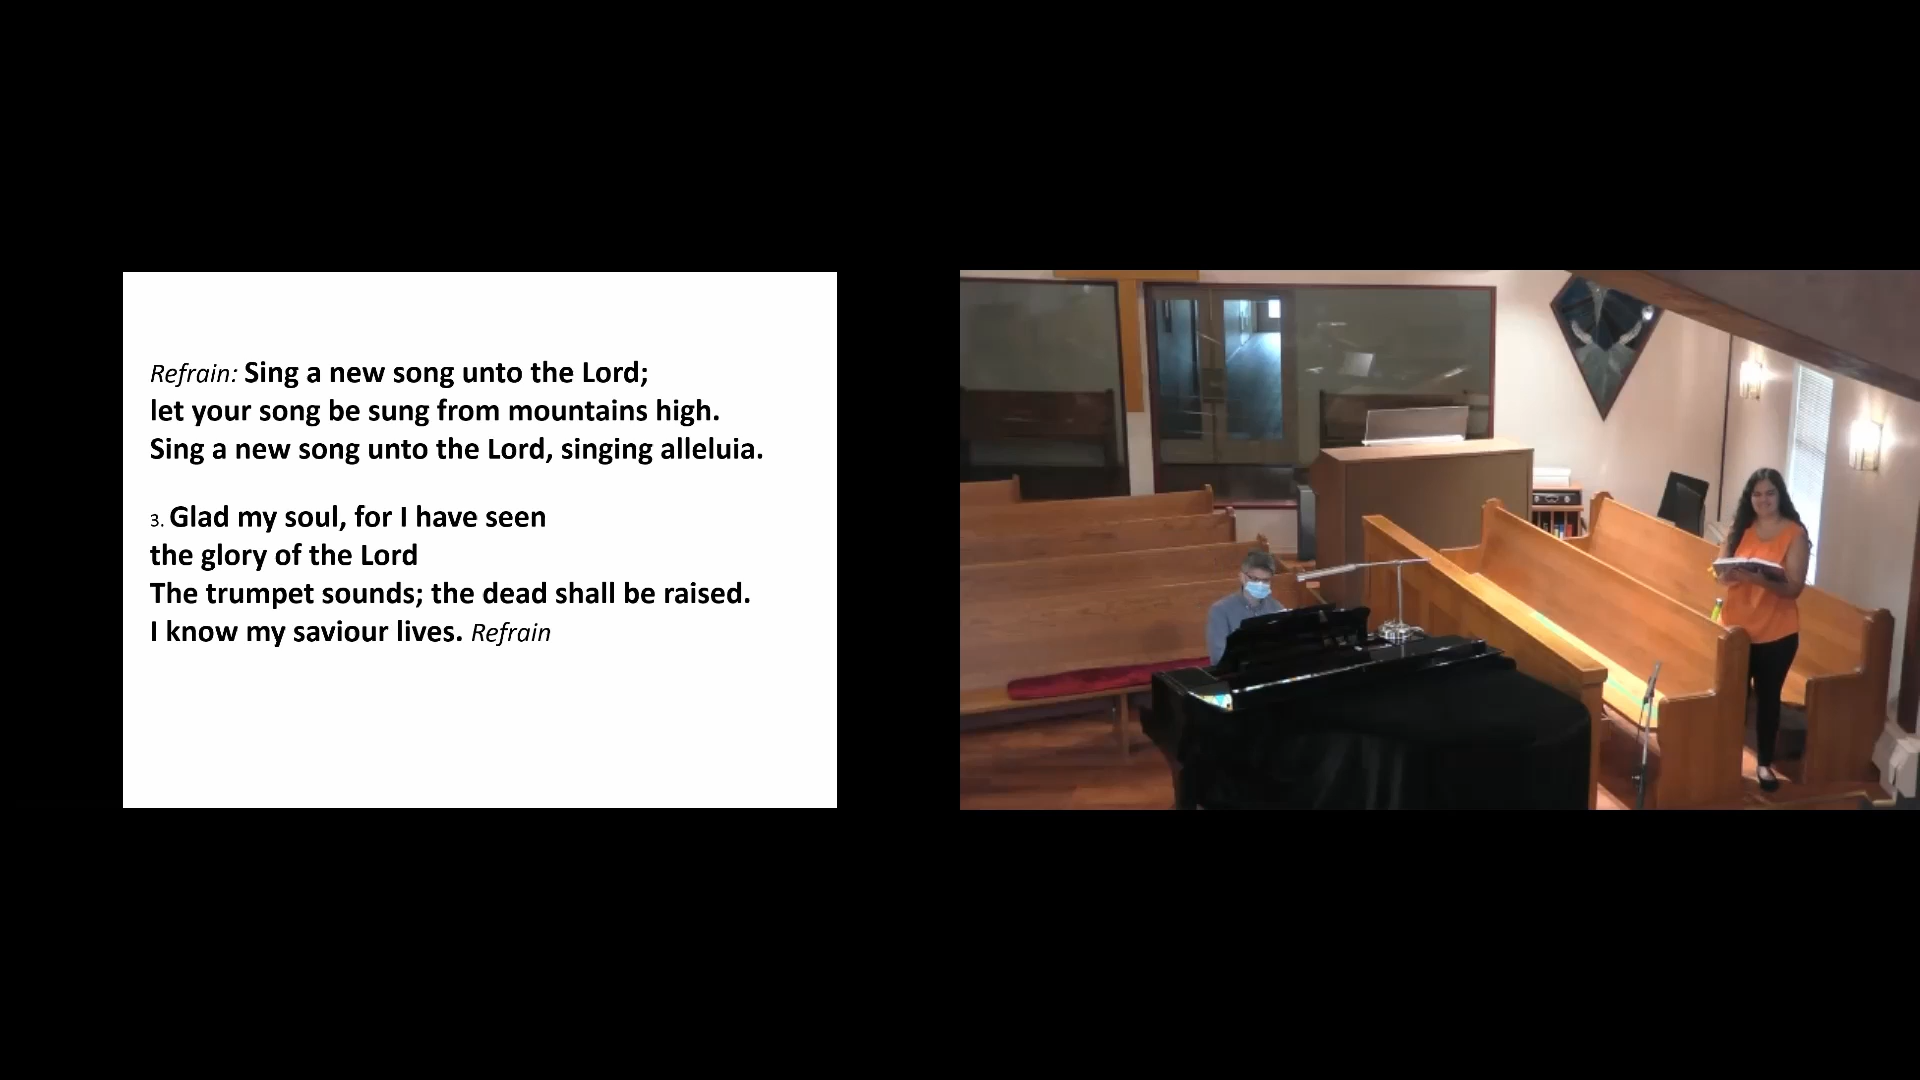 Refrain: Sing a new song unto the Lord;
let your song be sung from mountains high.
Sing a new song unto the Lord, singing alleluia.
3. Glad my soul, for I have seen
the glory of the Lord
The trumpet sounds; the dead shall be raised.
I know my saviour lives. Refrain